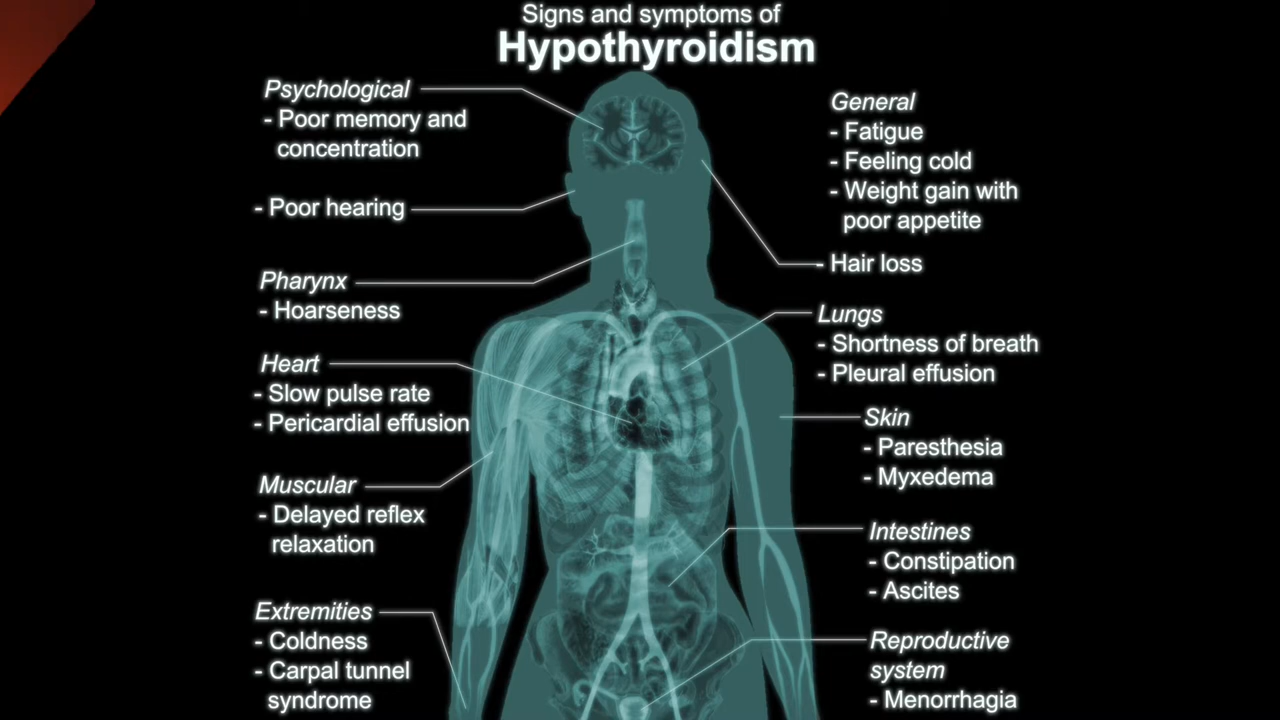 Signs and symptoms of
Hypothyroidism
Psychological
- Poor memory and
concentration
- Poor hearing
Pharynx
- Hoarseness
Heart
- Slow pulse rate
- Pericardial effusion
Muscular
- Delayed reflex
relaxation
Extremities
- Coldness
- Carpal tunnel
syndrome
General
- Fatigue
- Feeling cold
- Weight gain with
poor appetite
- Hair loss
Lungs
- Shortness of breath
- Pleural effusion
Skin
- Paresthesia
- Myxedema
Intestines
- Constipation
- Ascites
Reproductive
system
- Menorrhagia